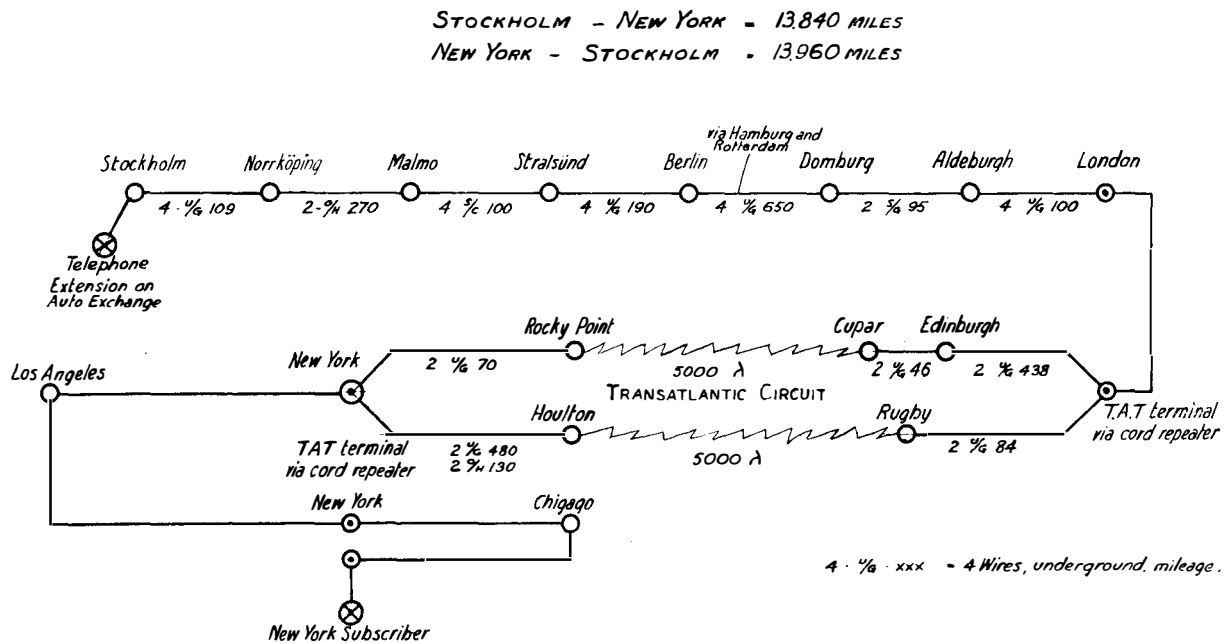 STOCKHOLM - NEW YORK = 13,840 MILES
NEW YORK - STOCKHOLM = 13,960 MILES
via Hamburg and
Rotterdam
Stockholm
Norrköping
Malmo
Stralsünd
Berlin
Domburg
Aldeburgh
London
4 · U/G 109
2-O/H 270
4 S/C 100
4 U/G 190
4 U/G 650
2 S/G 95
4 U/G 100
Telephone
Extension on
Auto Exchange
Rocky Point
Cupar
Edinburgh
New York
2 U/G 70
5000 λ
2 U/G 46
2 U/G 438
Los Angeles
TRANSATLANTIC CIRCUIT
Houlton
Rugby
T.A.T terminal
via cord repeater
TAT terminal
via cord repeater
2 U/G 480
2 O/H 130
5000 λ
2 U/G 84
New York
Chigago
4 · U/G · xxx = 4 Wires, underground. mileage.
New York Subscriber